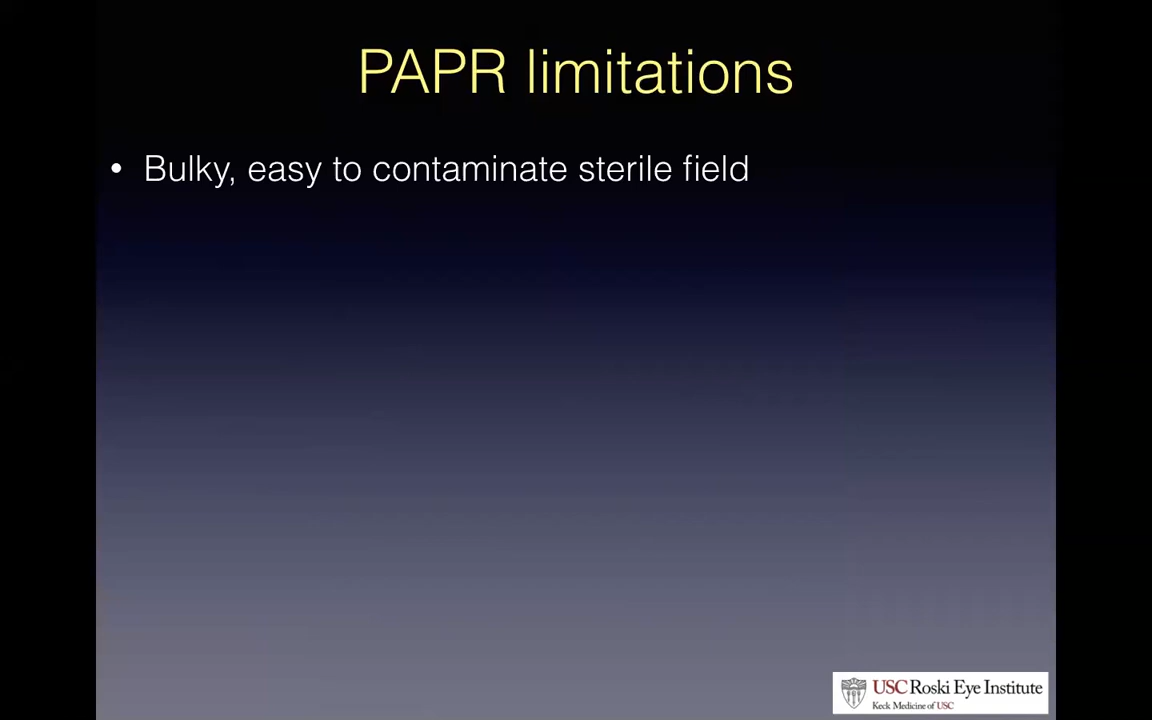 PAPR limitations
• Bulky, easy to contaminate sterile field
USC Roski Eye Institute
Keck Medicine of USC